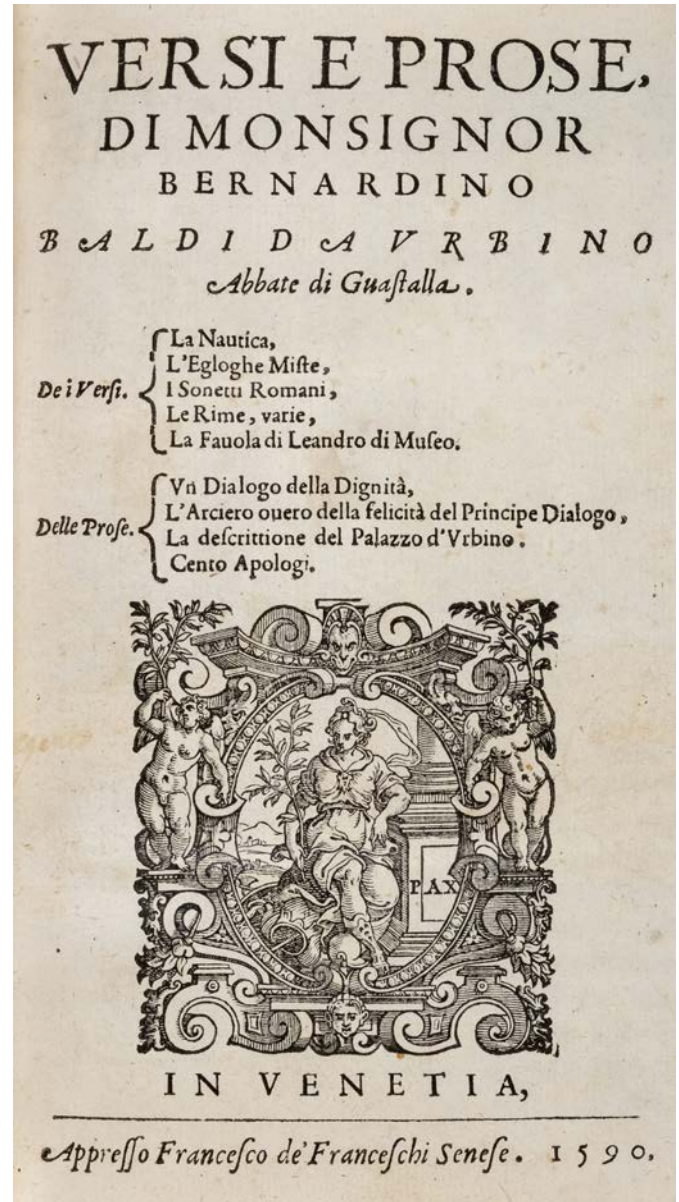 VERSI E PROSE,
DI MONSIGNOR
BERNARDINO
BALDI DA VRBINO
Abbate di Guaſtalla.
De i Verſi.
La Nautica,
L'Egloghe Miſte,
I Sonetti Romani,
Le Rime, varie,
La Fauola di Leandro di Muſeo.
Delle Proſe.
Vn Dialogo della Dignità,
L'Arciero ouero della felicità del Principe Dialogo,
La deſcrittione del Palazzo d'Vrbino.
Cento Apologi.
PAX
IN VENETIA,
Appreſſo Franceſco de' Franceſchi Seneſe. 1590.